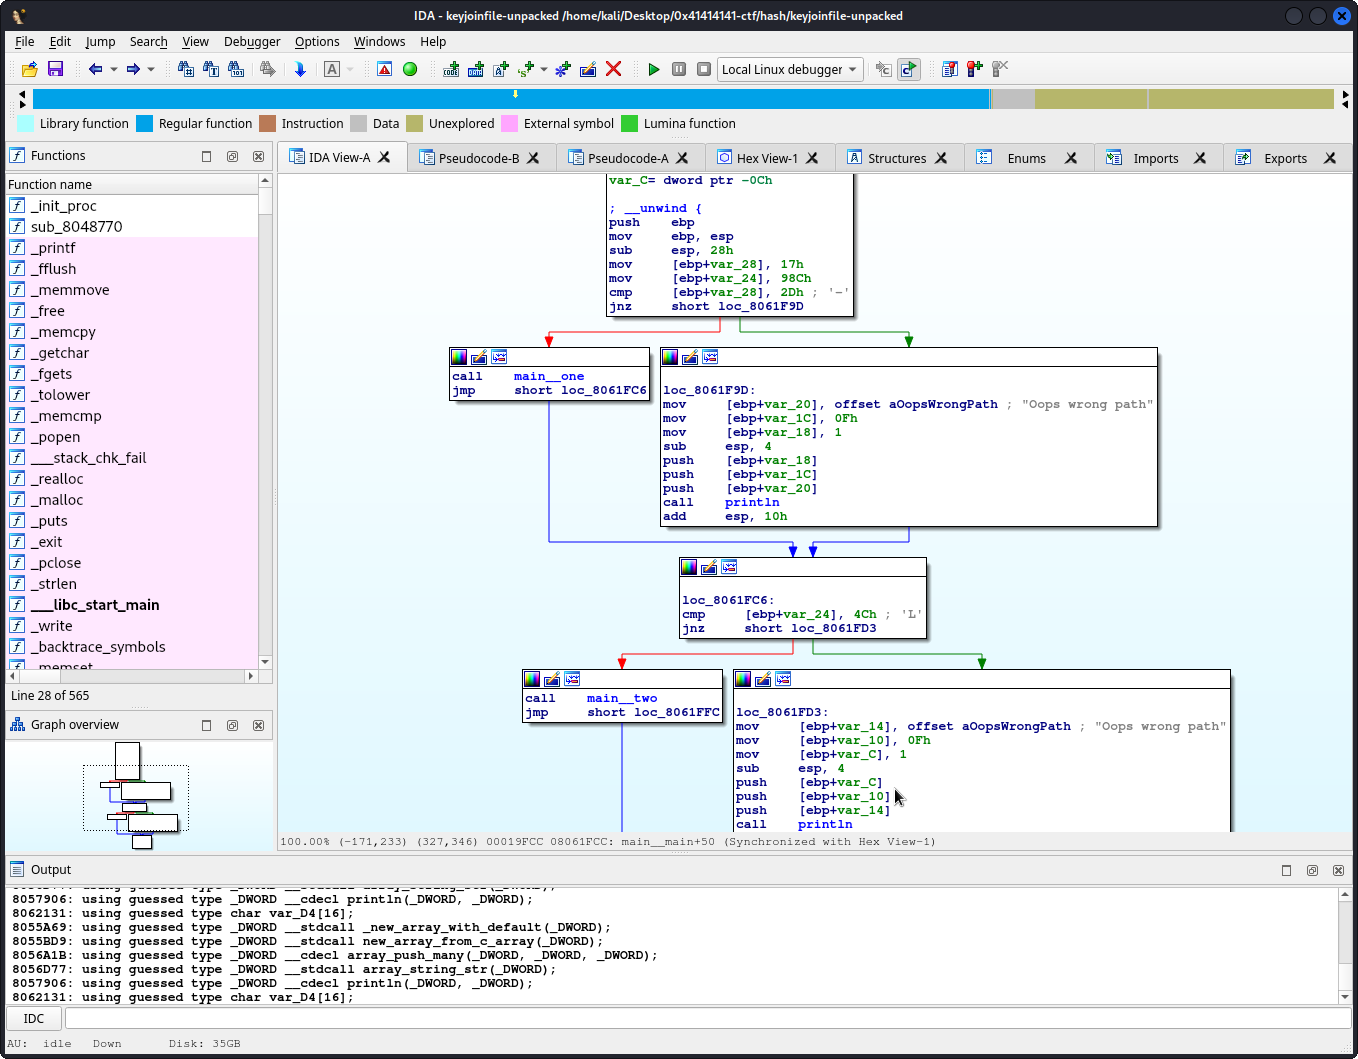 IDA - keyjoinfile-unpacked /home/kali/Desktop/0x41414141-ctf/hash/keyjoinfile-unpacked
File Edit Jump Search View Debugger Options Windows Help
Local Linux debugger
Library function Regular function Instruction Data Unexplored External symbol Lumina function
Functions
IDA View-A Pseudocode-B Pseudocode-A Hex View-1 Structures Enums Imports Exports
Function name
_init_proc
sub_8048770
_printf
_fflush
_memmove
_free
_memcpy
_getchar
_fgets
_tolower
_memcmp
_popen
___stack_chk_fail
_realloc
_malloc
_puts
_exit
_pclose
_strlen
___libc_start_main
_write
_backtrace_symbols
_memset
Line 28 of 565
Graph overview
var_C= dword ptr -0Ch
; __unwind {
push ebp
mov ebp, esp
sub esp, 28h
mov [ebp+var_28], 17h
mov [ebp+var_24], 98Ch
cmp [ebp+var_28], 2Dh ; '-'
jnz short loc_8061F9D
call main__one
jmp short loc_8061FC6
loc_8061F9D:
mov [ebp+var_20], offset aOopsWrongPath ; "Oops wrong path"
mov [ebp+var_1C], 0Fh
mov [ebp+var_18], 1
sub esp, 4
push [ebp+var_18]
push [ebp+var_1C]
push [ebp+var_20]
call println
add esp, 10h
loc_8061FC6:
cmp [ebp+var_24], 4Ch ; 'L'
jnz short loc_8061FD3
call main__two
jmp short loc_8061FFC
loc_8061FD3:
mov [ebp+var_14], offset aOopsWrongPath ; "Oops wrong path"
mov [ebp+var_10], 0Fh
mov [ebp+var_C], 1
sub esp, 4
push [ebp+var_C]
push [ebp+var_10]
push [ebp+var_14]
call println
100.00% (-171,233) (327,346) 00019FCC 08061FCC: main__main+50 (Synchronized with Hex View-1)
Output
8057906: using guessed type _DWORD __cdecl println(_DWORD, _DWORD);
8062131: using guessed type char var_D4[16];
8055A69: using guessed type _DWORD __stdcall _new_array_with_default(_DWORD);
8055BD9: using guessed type _DWORD __stdcall new_array_from_c_array(_DWORD);
8056A1B: using guessed type _DWORD __cdecl array_push_many(_DWORD, _DWORD, _DWORD);
8056D77: using guessed type _DWORD __stdcall array_string_str(_DWORD);
8057906: using guessed type _DWORD __cdecl println(_DWORD, _DWORD);
8062131: using guessed type char var_D4[16];
IDC
AU: idle Down Disk: 35GB